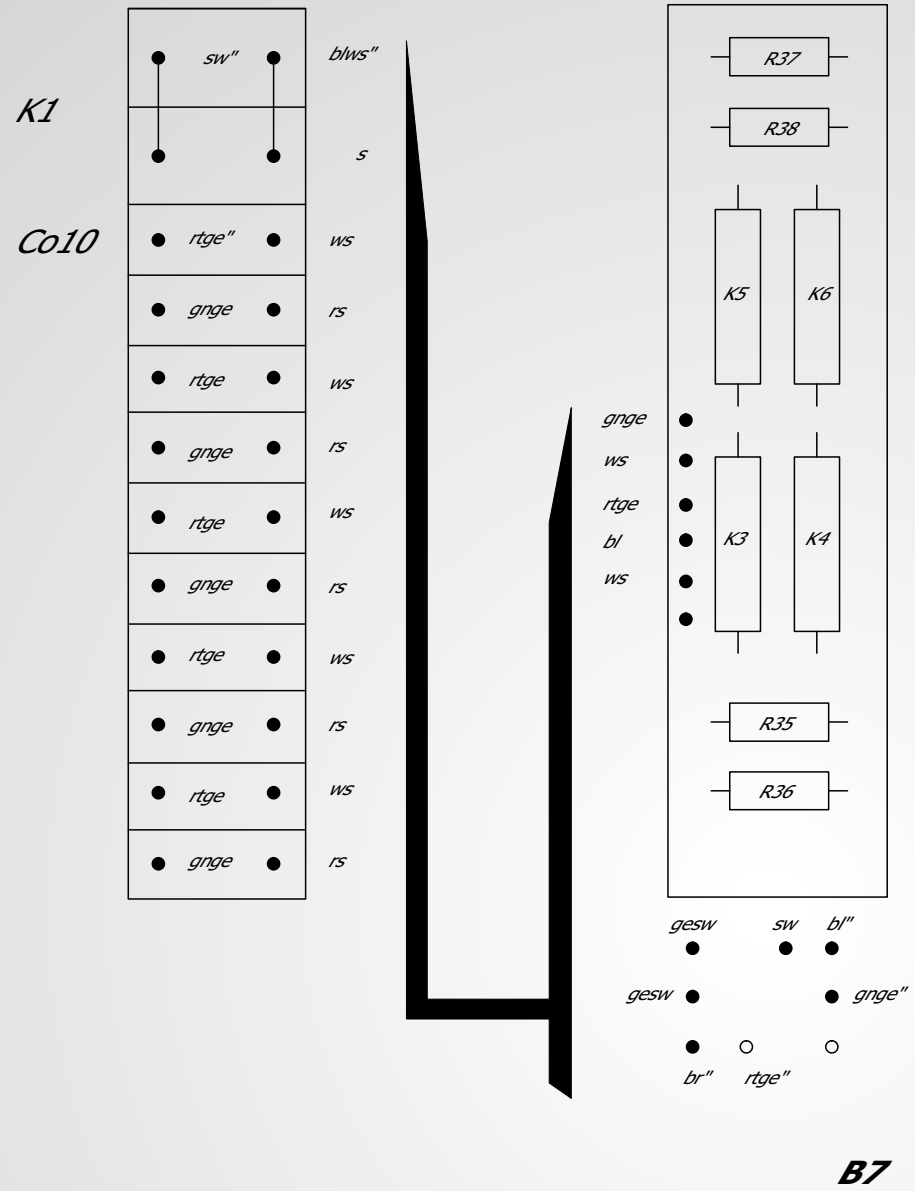 K1
Co10
sw" blws"
s
rtge" ws
gnge rs
rtge ws
gnge rs
rtge ws
gnge rs
rtge ws
gnge rs
rtge ws
gnge rs
R37
R38
K5 K6
gnge
ws
rtge
bl
ws
K3 K4
R35
R36
gesw sw bl"
gesw gnge"
br" rtge"
B7